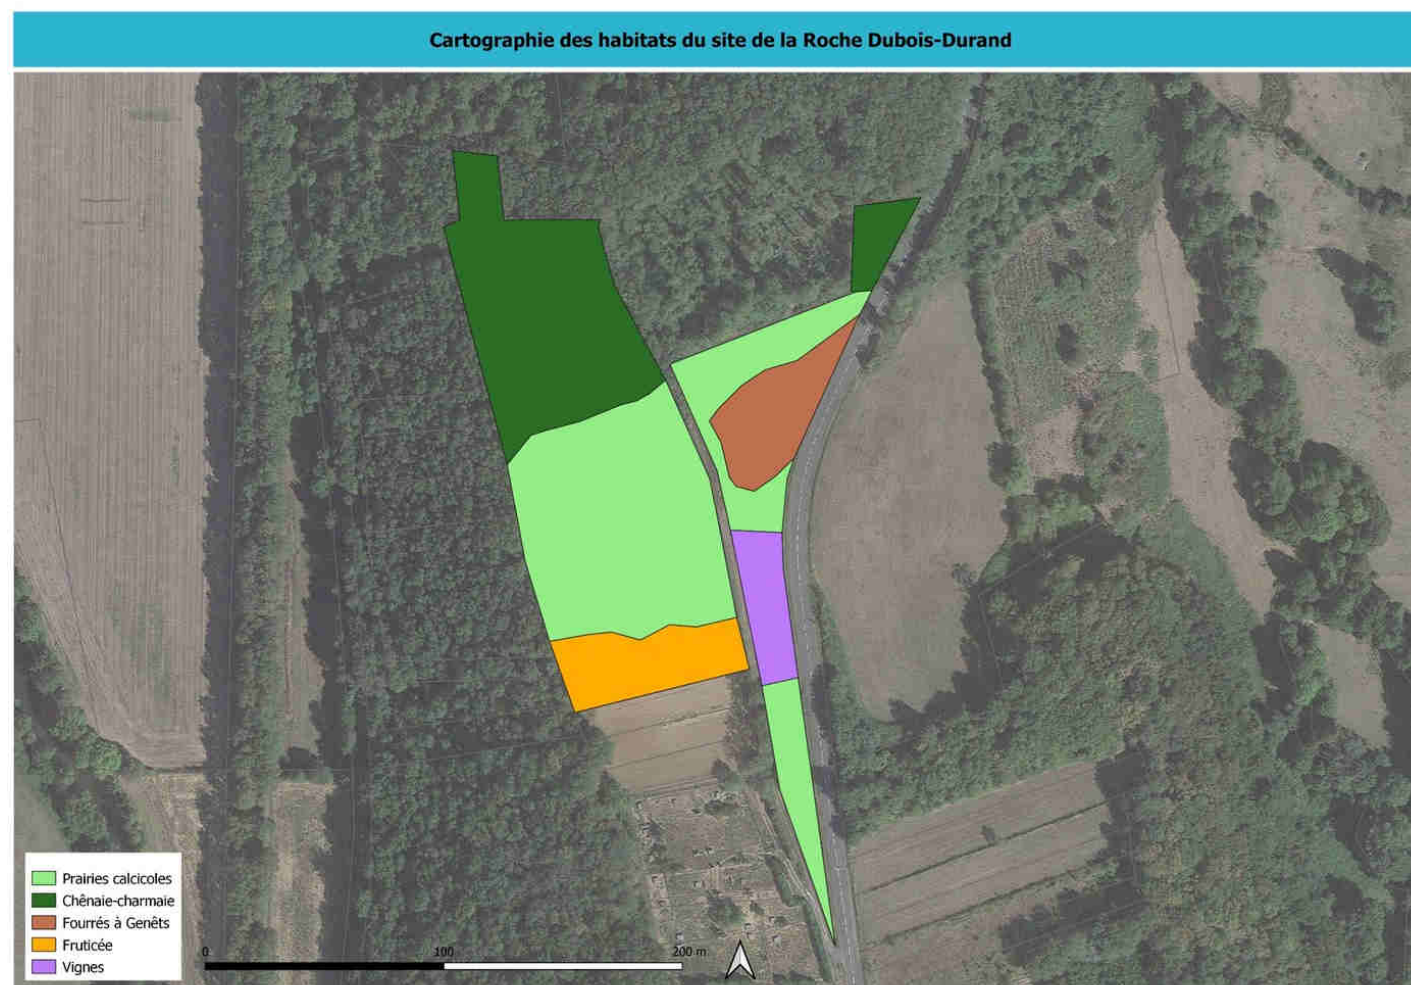 Cartographie des habitats du site de la Roche Dubois-Durand
Prairies calcicoles
Chênaie-charmaie
Fourrés à Genêts
Fruticée
Vignes
0 100 200 m